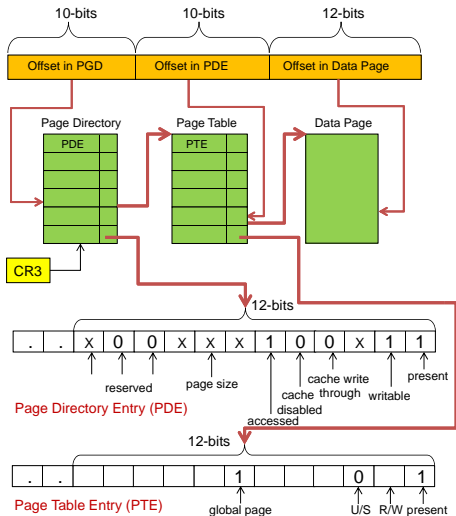 10-bits 10-bits 12-bits
Offset in PGD Offset in PDE Offset in Data Page
Page Directory Page Table Data Page
PDE PTE
CR3
12-bits
. . x 0 0 x x x 1 0 0 x 1 1
reserved page size cache disabled cache write through writable present
accessed
Page Directory Entry (PDE)
12-bits
. . 1 0 1
global page U/S R/W present
Page Table Entry (PTE)